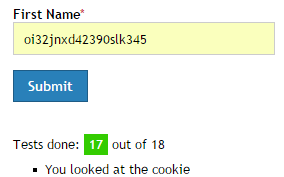 First Name*
oi32jnxd42390slk345
Submit
Tests done: 17 out of 18
You looked at the cookie